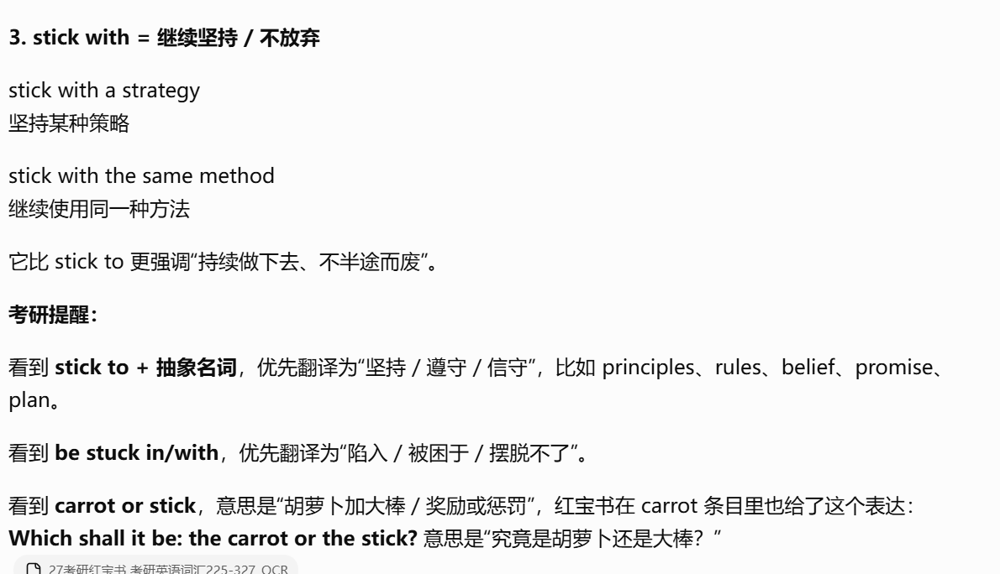 3. stick with = 继续坚持 / 不放弃
stick with a strategy
坚持某种策略
stick with the same method
继续使用同一种方法
它比 stick to 更强调“持续做下去、不半途而废”。
考研提醒：
看到 stick to + 抽象名词，优先翻译为“坚持 / 遵守 / 信守”，比如 principles、rules、belief、promise、
plan。
看到 be stuck in/with，优先翻译为“陷入 / 被困于 / 摆脱不了”。
看到 carrot or stick，意思是“胡萝卜加大棒 / 奖励或惩罚”，红宝书在 carrot 条目里也给了这个表达：
Which shall it be: the carrot or the stick? 意思是“究竟是胡萝卜还是大棒？”
27考研红宝书 考研英语词汇225-327_OCR